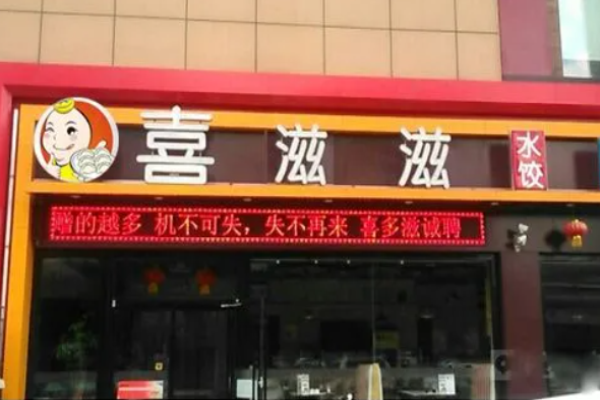 喜滋滋
水饺
赠的越多 机不可失，失不再来 喜多滋诚聘